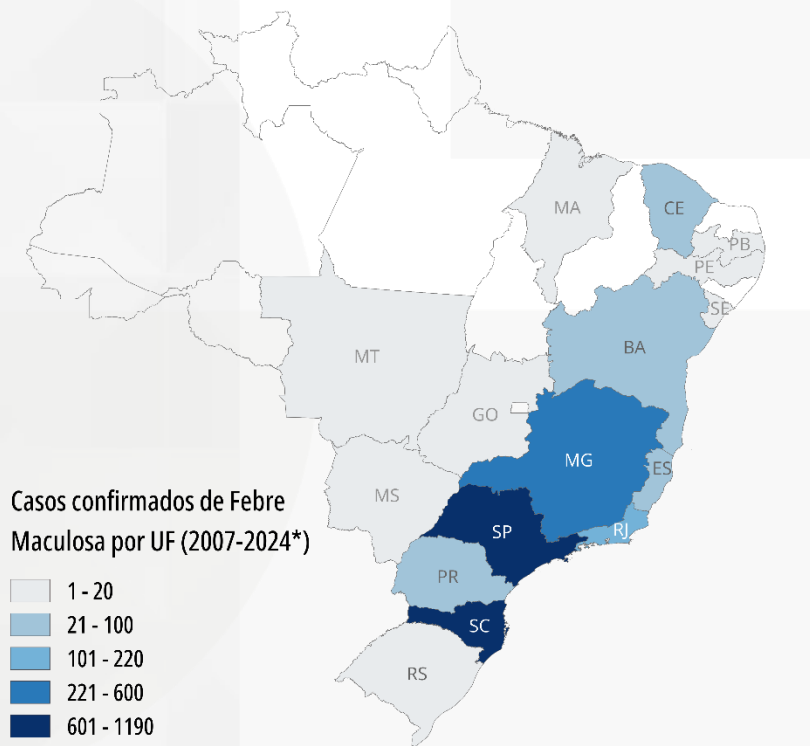 MA
CE
PB
PE
SE
BA
MT
GO
MG
ES
MS
RJ
SP
PR
SC
RS
Casos confirmados de Febre
Maculosa por UF (2007-2024*)
1 - 20
21 - 100
101 - 220
221 - 600
601 - 1190